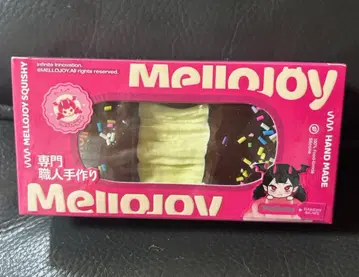 Infinite Innovation.
©MELLOJOY.All rights reserved.
MelloJoy
MELLOJOY SQUISHY
HAND MADE
専門
職人手作り
MelloJoy